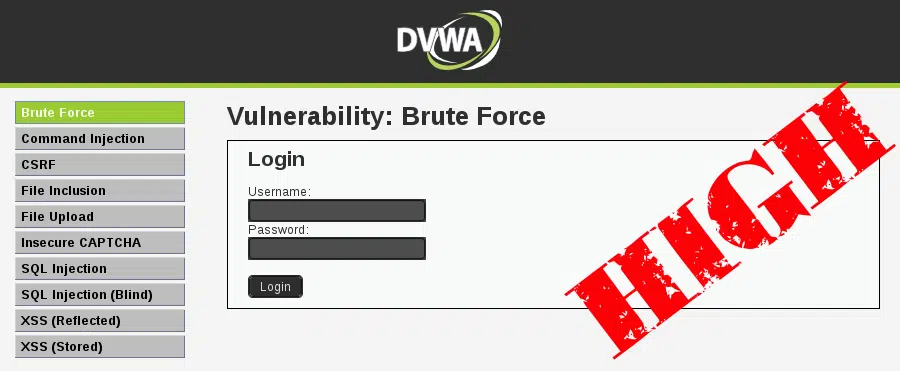 DVWA
Brute Force
Command Injection
CSRF
File Inclusion
File Upload
Insecure CAPTCHA
SQL Injection
SQL Injection (Blind)
XSS (Reflected)
XSS (Stored)
Vulnerability: Brute Force
Login
Username:
Password:
Login
HIGH